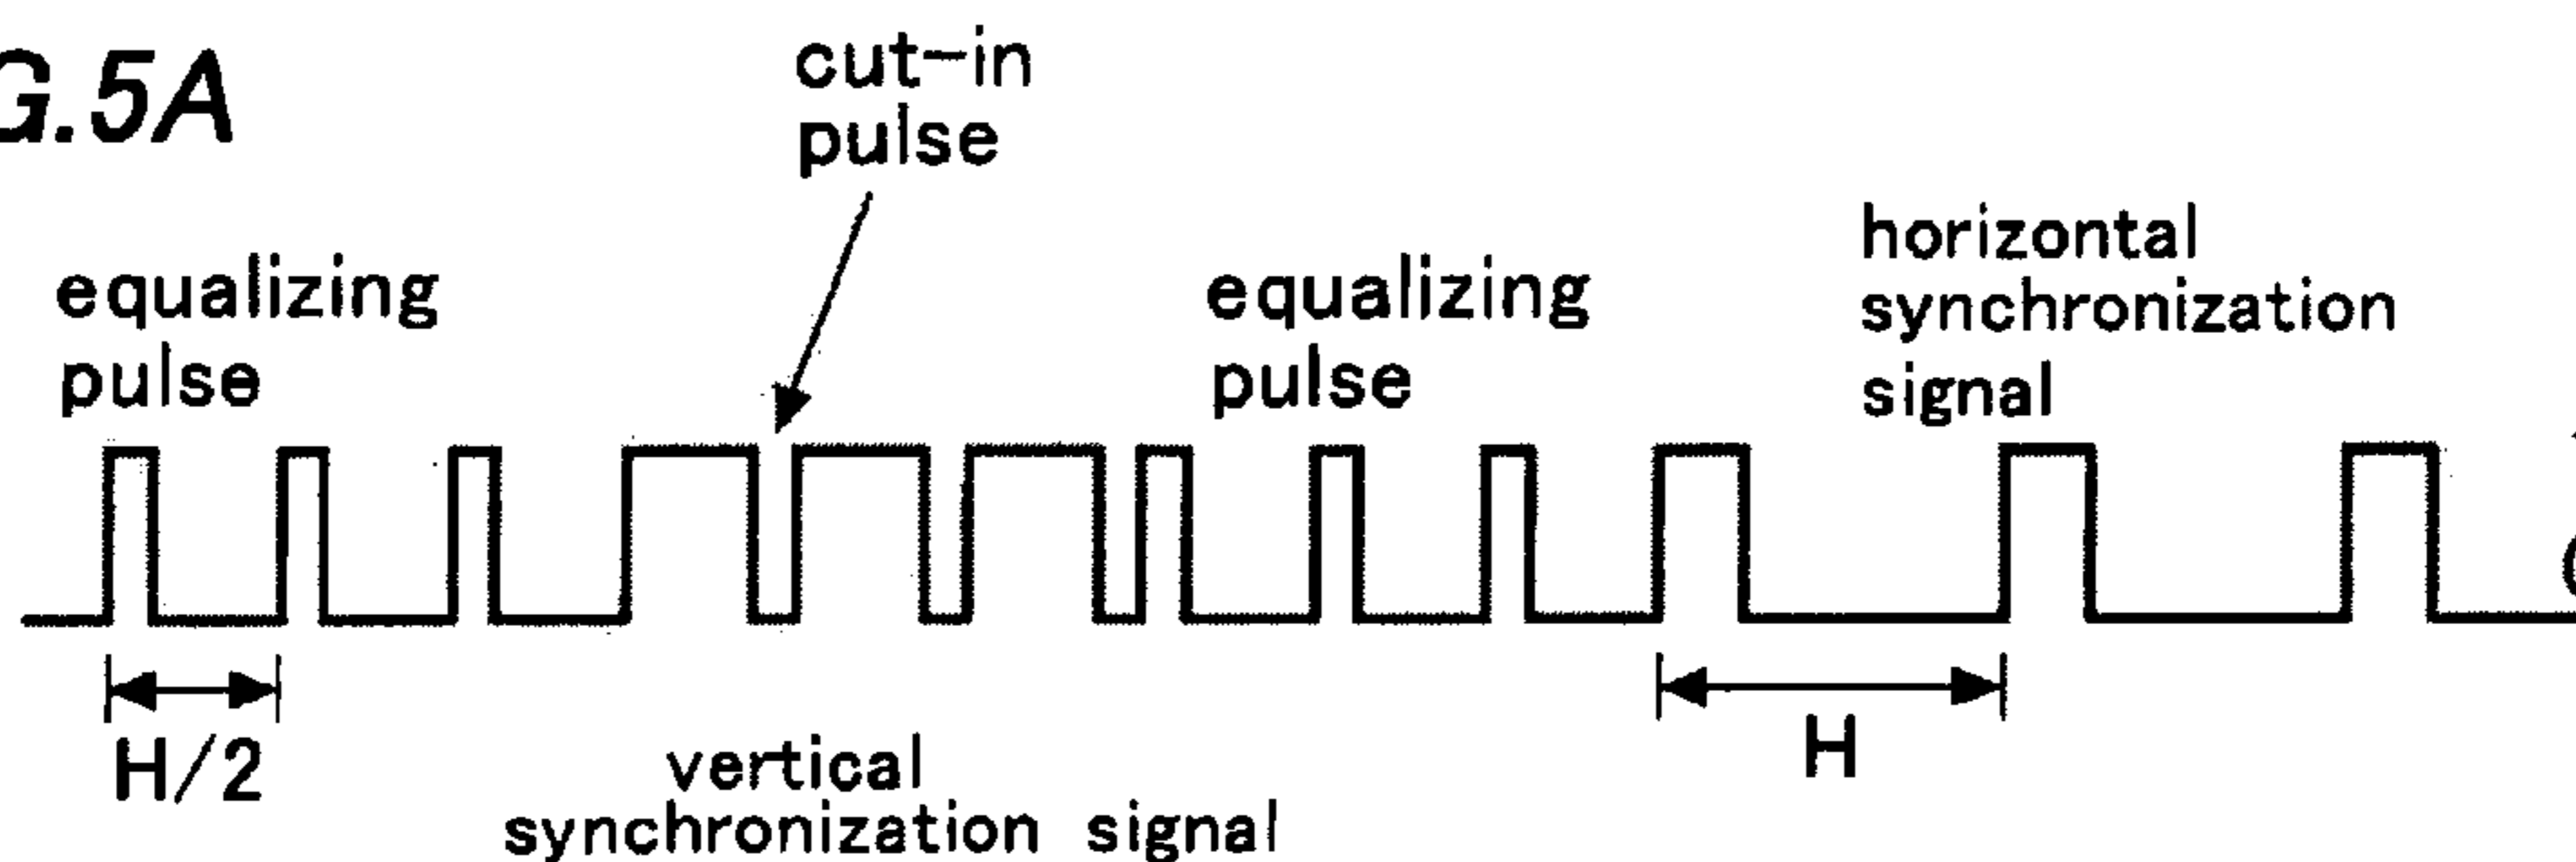 G.5A
cut-in
pulse
equalizing
pulse
equalizing
pulse
horizontal
synchronization
signal
H/2
H
vertical
synchronization signal